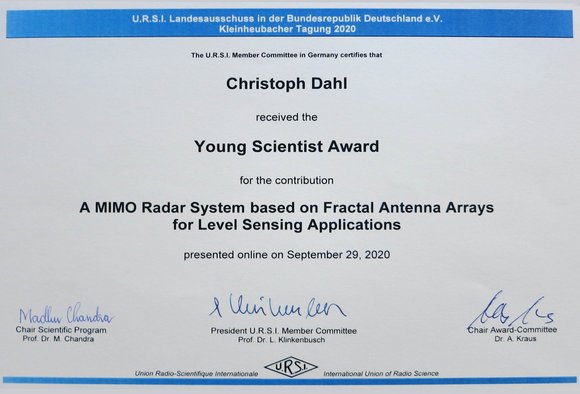 U.R.S.I. Landesausschuss in der Bundesrepublik Deutschland e.V.
Kleinheubacher Tagung 2020
The U.R.S.I. Member Committee in Germany certifies that
Christoph Dahl
received the
Young Scientist Award
for the contribution
A MIMO Radar System based on Fractal Antenna Arrays
for Level Sensing Applications
presented online on September 29, 2020
Madhu Chandra
Chair Scientific Program
Prof. Dr. M. Chandra
President U.R.S.I. Member Committee
Prof. Dr. L. Klinkenbusch
Chair Award-Committee
Dr. A. Kraus
Union Radio-Scientifique Internationale
U.R.S.I.
International Union of Radio Science